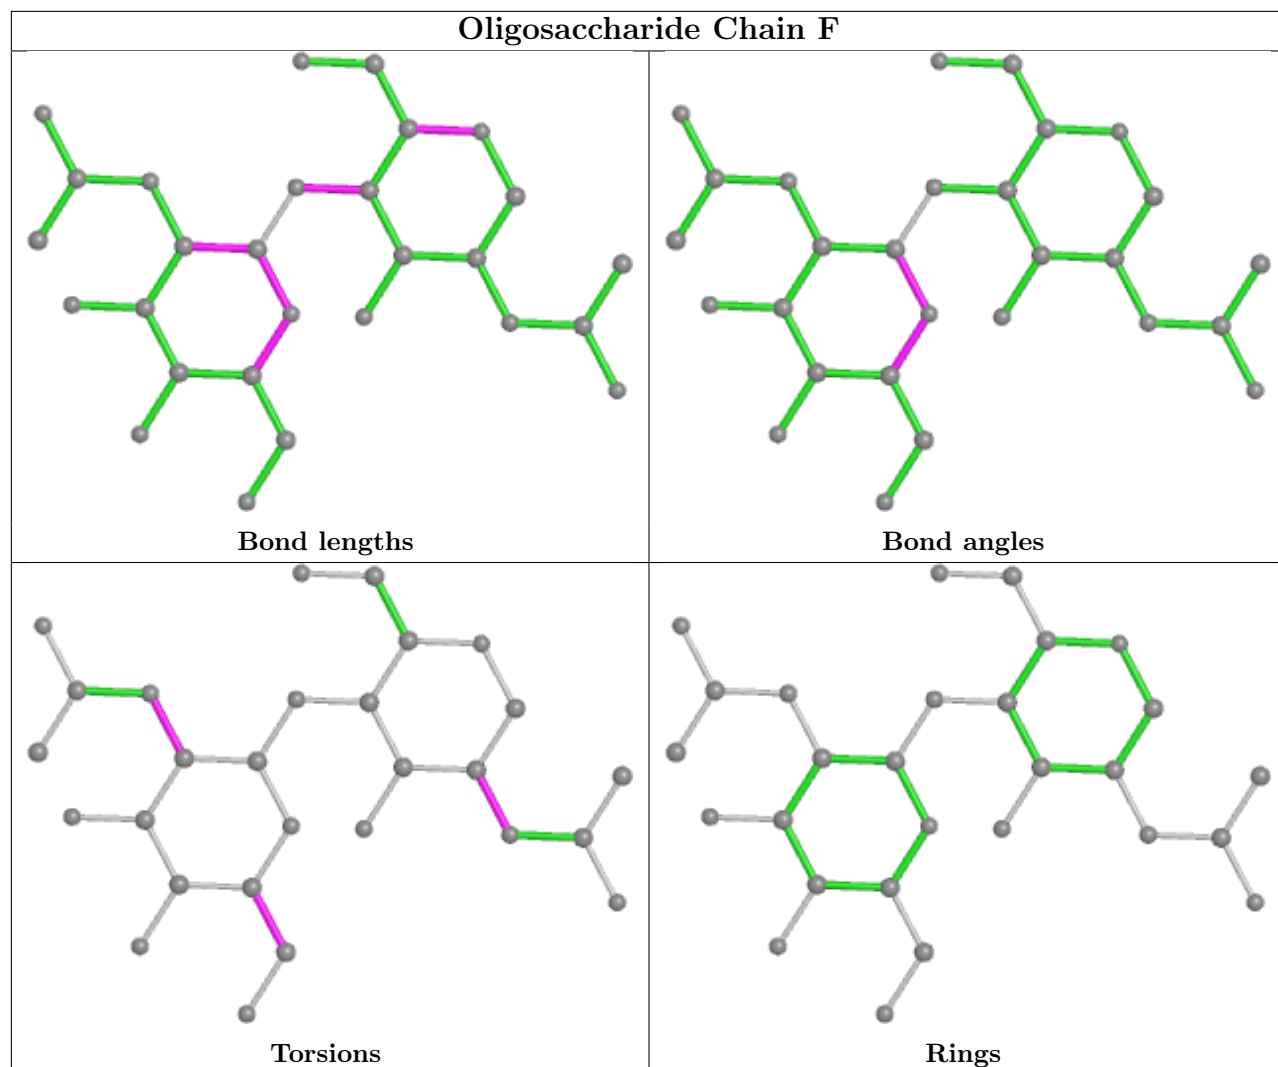 Oligosaccharide Chain F
Bond lengths
Bond angles
Torsions
Rings